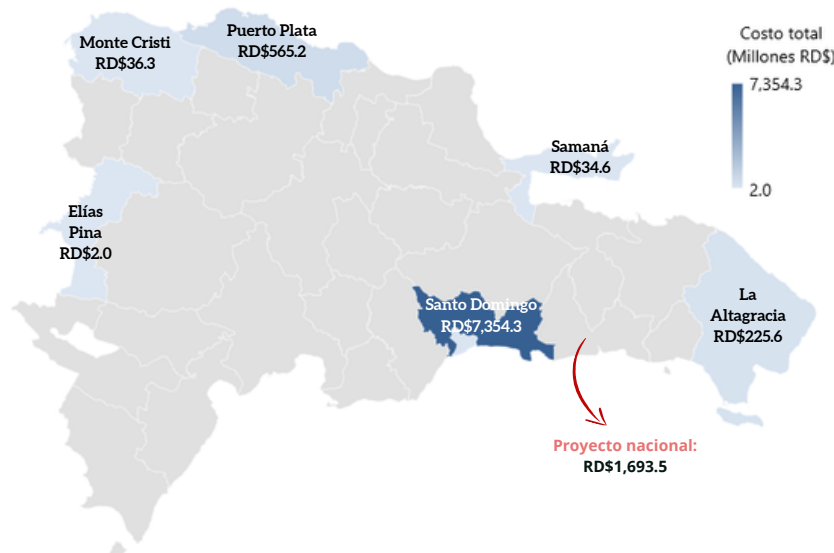 Monte Cristi
RD$36.3
Puerto Plata
RD$565.2
Costo total
(Millones RD$)
7,354.3
2.0
Samaná
RD$34.6
Elías
Pina
RD$2.0
Santo Domingo
RD$7,354.3
La
Altagracia
RD$225.6
Proyecto nacional:
RD$1,693.5